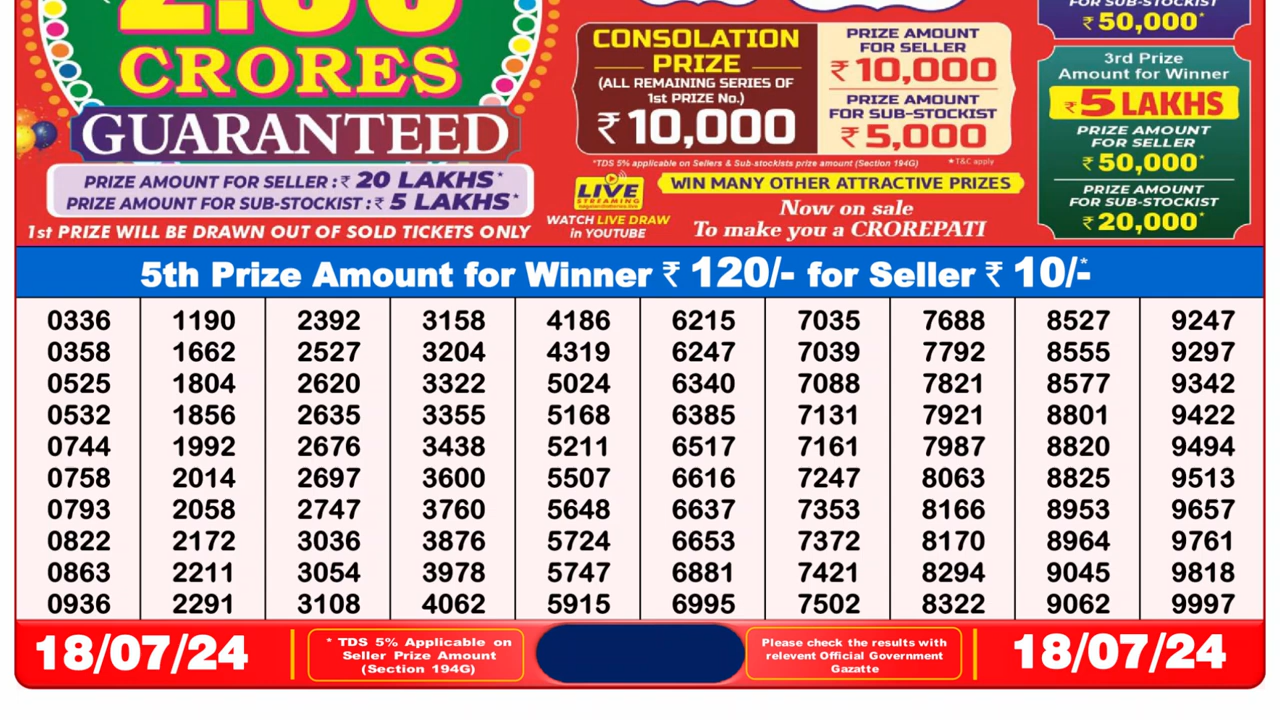 CRORES
GUARANTEED
PRIZE AMOUNT FOR SELLER : ₹ 20 LAKHS*
PRIZE AMOUNT FOR SUB-STOCKIST : ₹ 5 LAKHS*
1st PRIZE WILL BE DRAWN OUT OF SOLD TICKETS ONLY
CONSOLATION
PRIZE
(ALL REMAINING SERIES OF
1st PRIZE No.)
₹ 10,000
PRIZE AMOUNT
FOR SELLER
₹ 10,000
PRIZE AMOUNT
FOR SUB-STOCKIST
₹ 5,000
*TDS 5% applicable on Sellers & Sub-stockists prize amount (Section 194G)
* T&C apply
LIVE
STREAMING
WATCH LIVE DRAW
in YOUTUBE
WIN MANY OTHER ATTRACTIVE PRIZES
Now on sale
To make you a CROREPATI
FOR SUB-STOCKIST
₹ 50,000*
3rd Prize
Amount for Winner
₹ 5 LAKHS
PRIZE AMOUNT
FOR SELLER
₹ 50,000*
PRIZE AMOUNT
FOR SUB-STOCKIST
₹ 20,000*
5th Prize Amount for Winner ₹ 120/- for Seller ₹ 10/-*
0336 1190 2392 3158 4186 6215 7035 7688 8527 9247
0358 1662 2527 3204 4319 6247 7039 7792 8555 9297
0525 1804 2620 3322 5024 6340 7088 7821 8577 9342
0532 1856 2635 3355 5168 6385 7131 7921 8801 9422
0744 1992 2676 3438 5211 6517 7161 7987 8820 9494
0758 2014 2697 3600 5507 6616 7247 8063 8825 9513
0793 2058 2747 3760 5648 6637 7353 8166 8953 9657
0822 2172 3036 3876 5724 6653 7372 8170 8964 9761
0863 2211 3054 3978 5747 6881 7421 8294 9045 9818
0936 2291 3108 4062 5915 6995 7502 8322 9062 9997
18/07/24
* TDS 5% Applicable on
Seller Prize Amount
(Section 194G)
Please check the results with
relevent Official Government
Gazatte
18/07/24